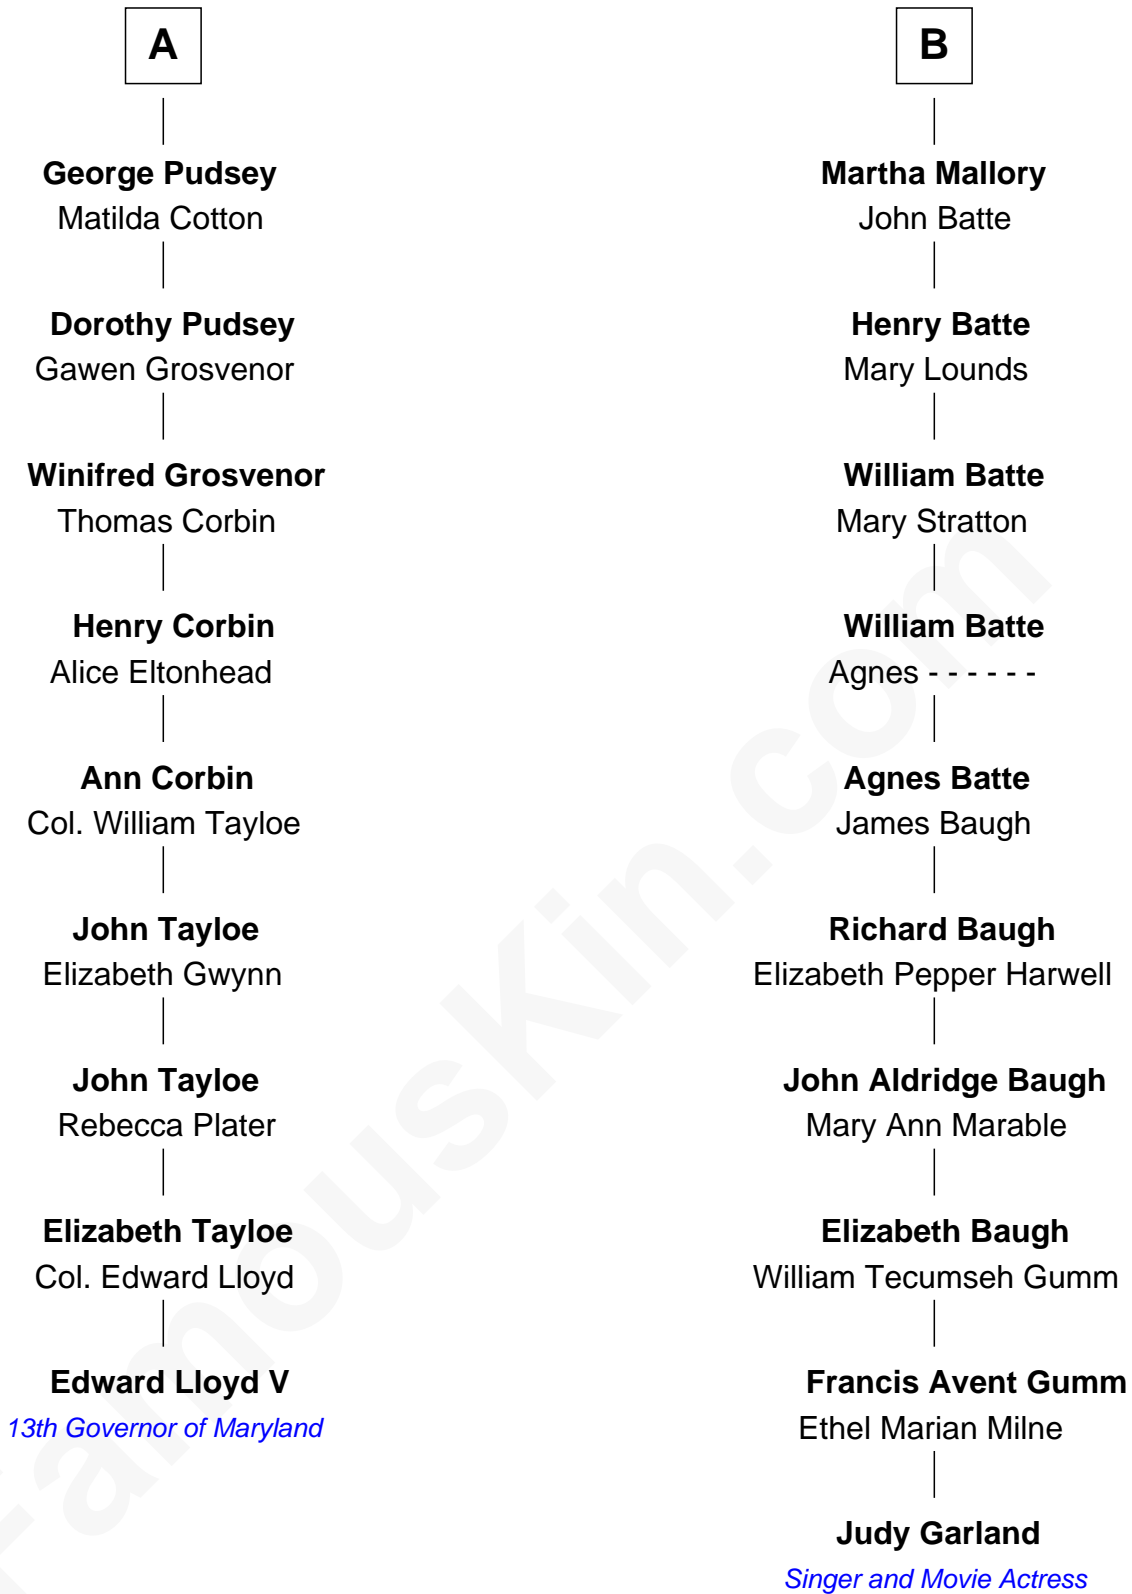 A
George Pudsey
Matilda Cotton
Dorothy Pudsey
Gawen Grosvenor
Winifred Grosvenor
Thomas Corbin
Henry Corbin
Alice Eltonhead
Ann Corbin
Col. William Tayloe
John Tayloe
Elizabeth Gwynn
John Tayloe
Rebecca Plater
Elizabeth Tayloe
Col. Edward Lloyd
Edward Lloyd V
13th Governor of Maryland
B
Martha Mallory
John Batte
Henry Batte
Mary Lounds
William Batte
Mary Stratton
William Batte
Agnes - - - - - -
Agnes Batte
James Baugh
Richard Baugh
Elizabeth Pepper Harwell
John Aldridge Baugh
Mary Ann Marable
Elizabeth Baugh
William Tecumseh Gumm
Francis Avent Gumm
Ethel Marian Milne
Judy Garland
Singer and Movie Actress
FamousKin.com